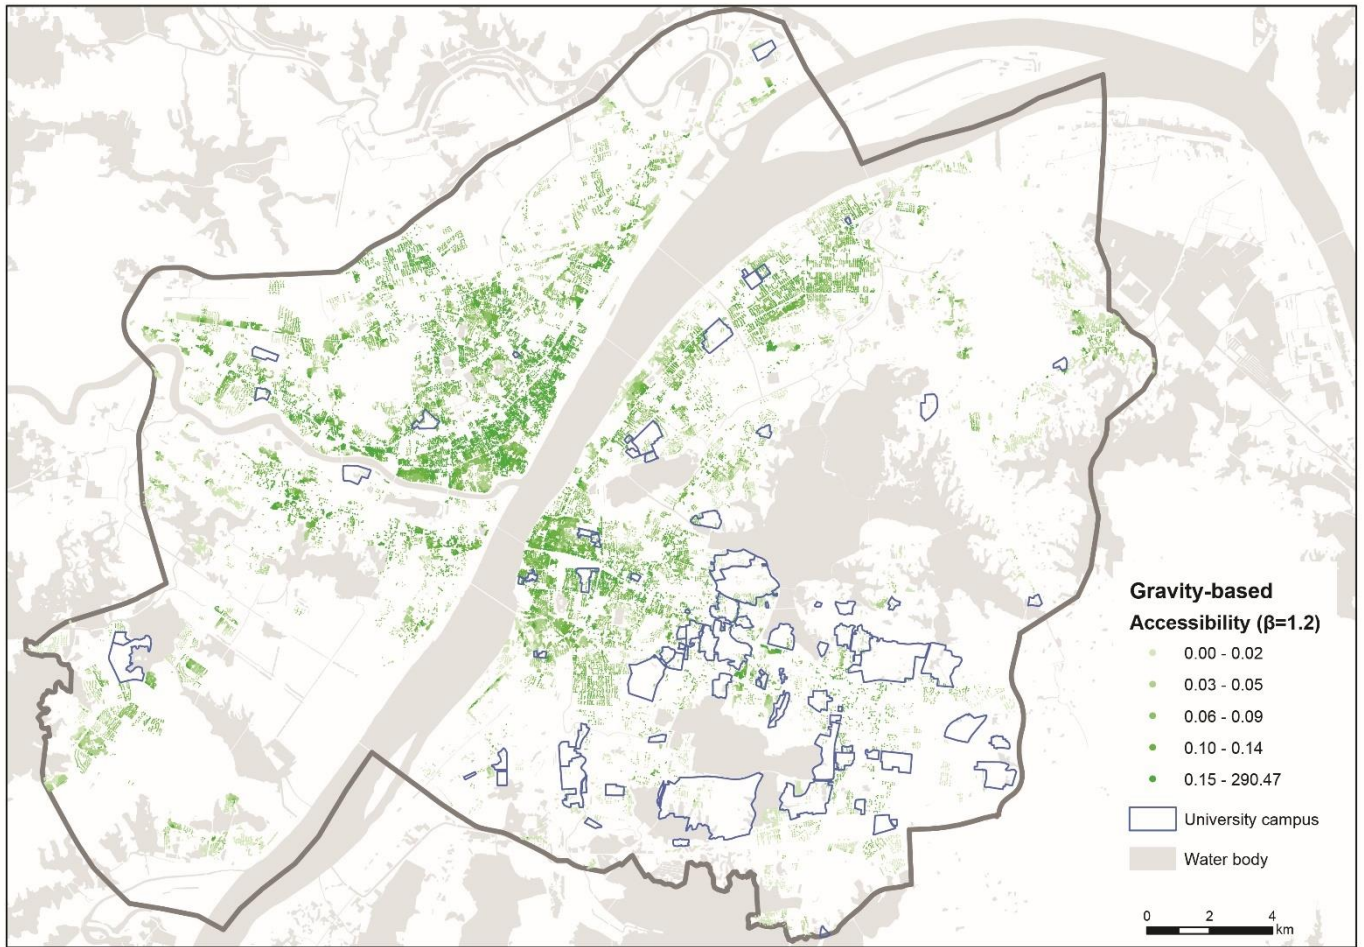 Gravity-based
Accessibility (β=1.2)
0.00 - 0.02
0.03 - 0.05
0.06 - 0.09
0.10 - 0.14
0.15 - 290.47
University campus
Water body
0 2 4
km